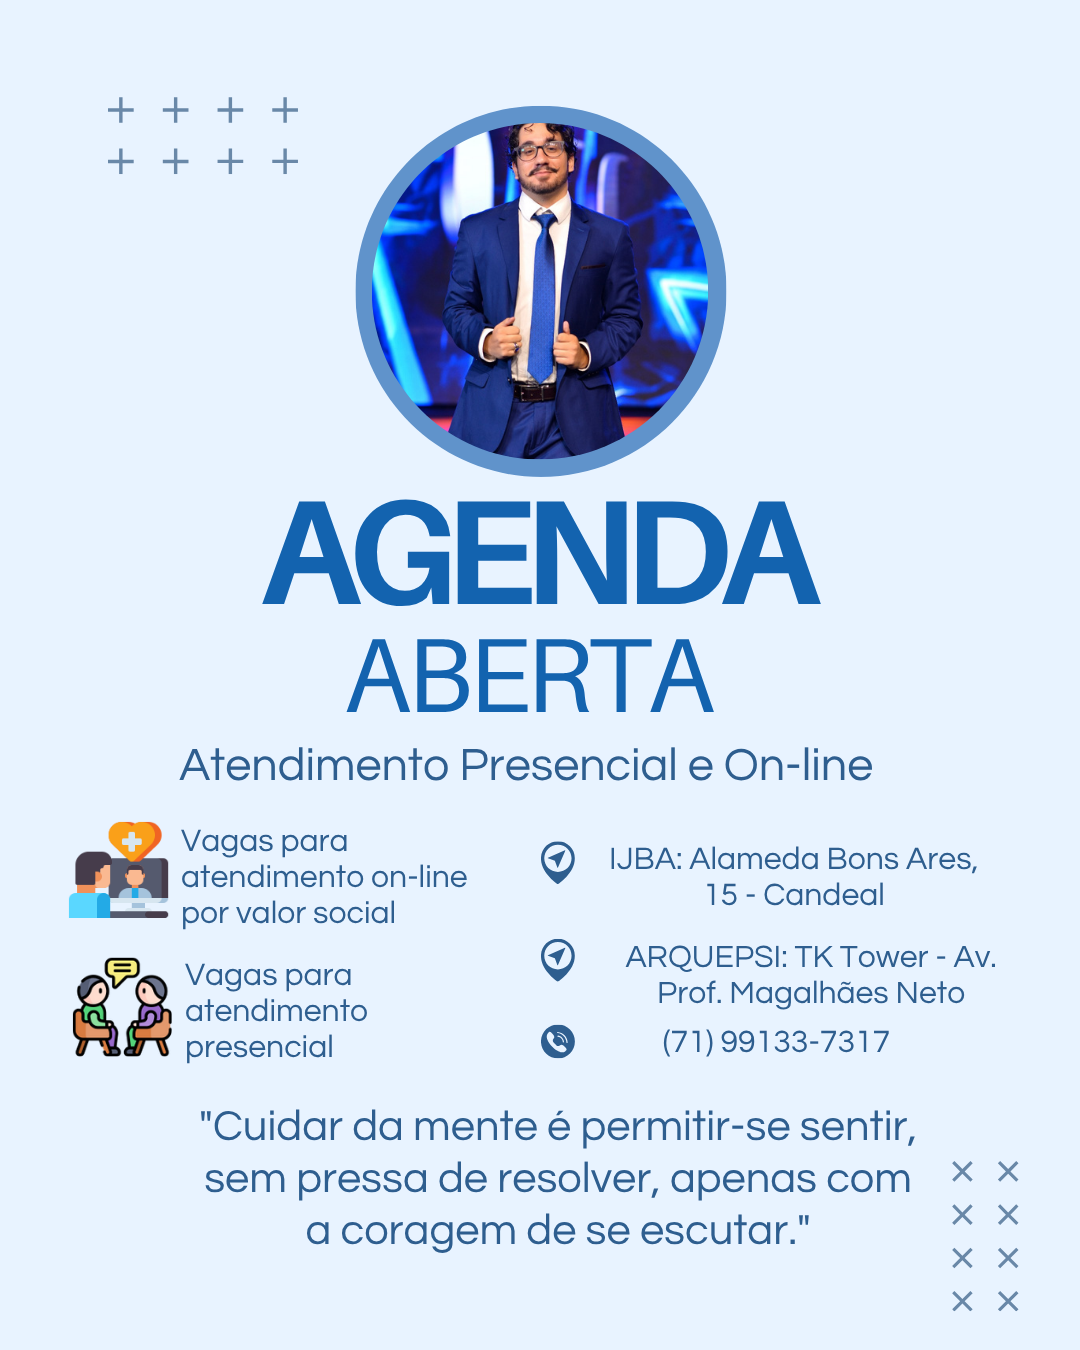 AGENDA
ABERTA
Atendimento Presencial e On-line
Vagas para
atendimento on-line
por valor social
Vagas para
atendimento
presencial
IJBA: Alameda Bons Ares,
15 - Candeal
ARQUEPSI: TK Tower - Av.
Prof. Magalhães Neto
(71) 99133-7317
"Cuidar da mente é permitir-se sentir,
sem pressa de resolver, apenas com
a coragem de se escutar."